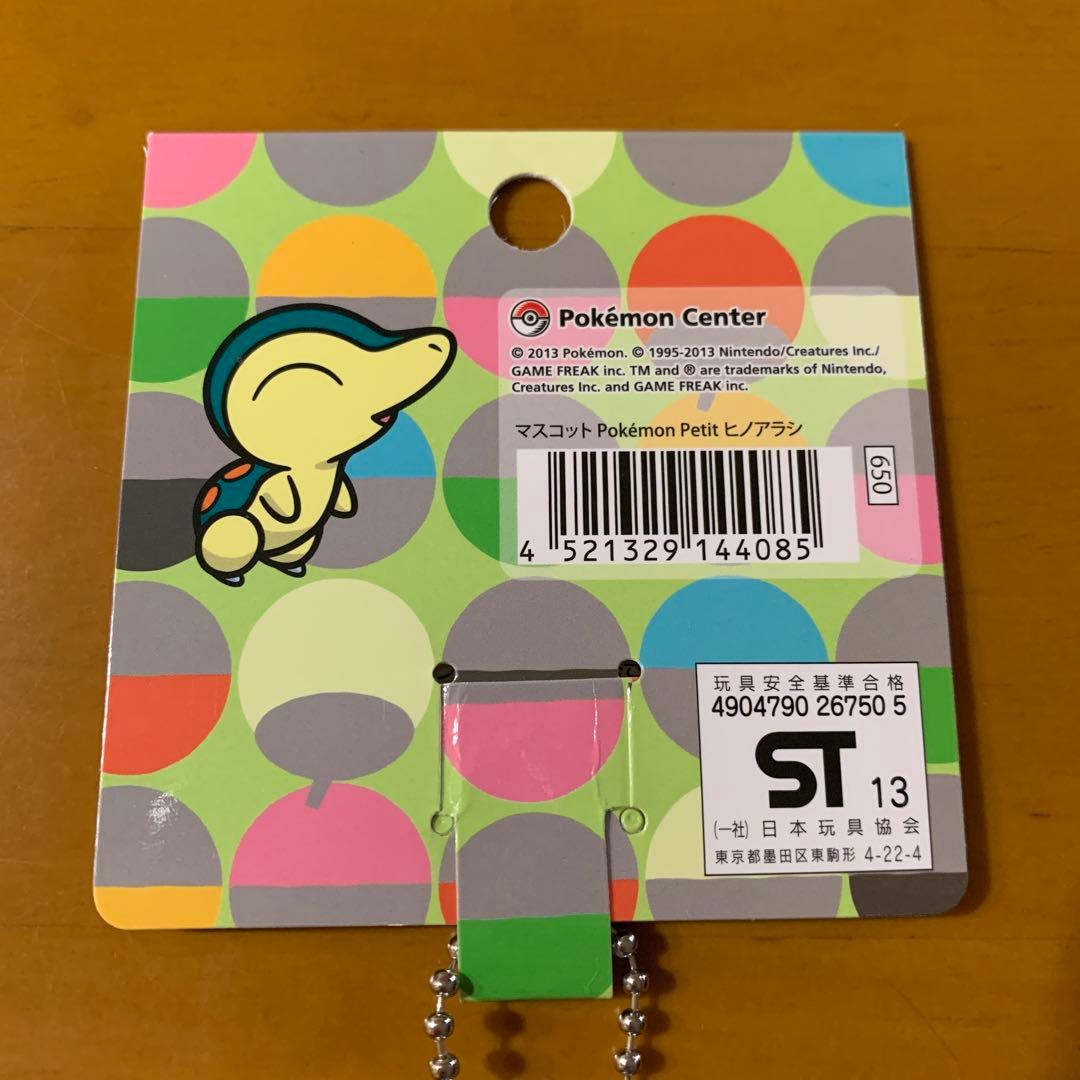 Pokémon Center
© 2013 Pokémon. © 1995-2013 Nintendo/Creatures Inc./
GAME FREAK inc. TM and ® are trademarks of Nintendo,
Creatures Inc. and GAME FREAK inc.
マスコット Pokémon Petit ヒノアラシ
650
4 521329 144085
玩具安全基準合格
4904790 26750 5
ST 13
(一社) 日本玩具協会
東京都墨田区東駒形 4-22-4